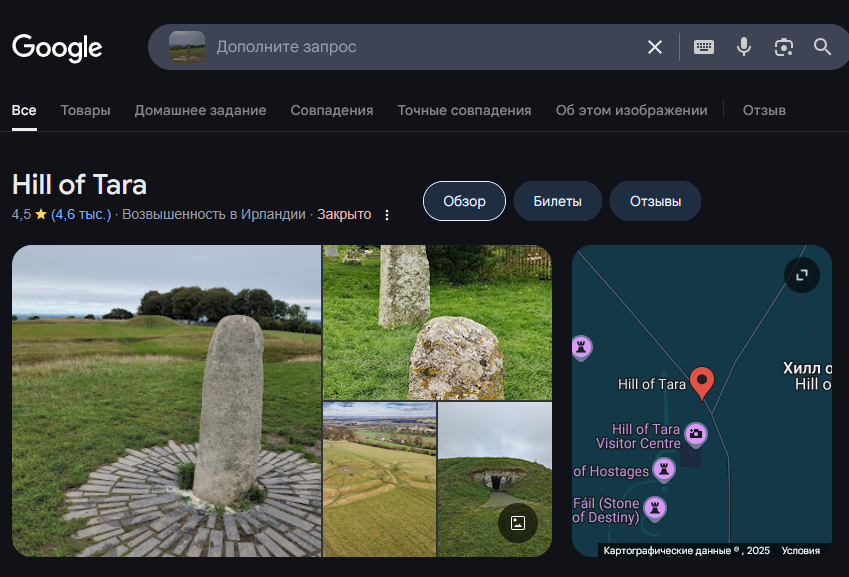 Google
Дополните запрос
Все Товары Домашнее задание Совпадения Точные совпадения Об этом изображении Отзыв
Hill of Tara
4,5 ★ (4,6 тыс.) · Возвышенность в Ирландии · Закрыто
Обзор Билеты Отзывы
Хилл о
Hill of Tara
Hill o
Hill of Tara
Visitor Centre
of Hostages
Fáil (Stone
of Destiny)
Картографические данные ©, 2025 Условия